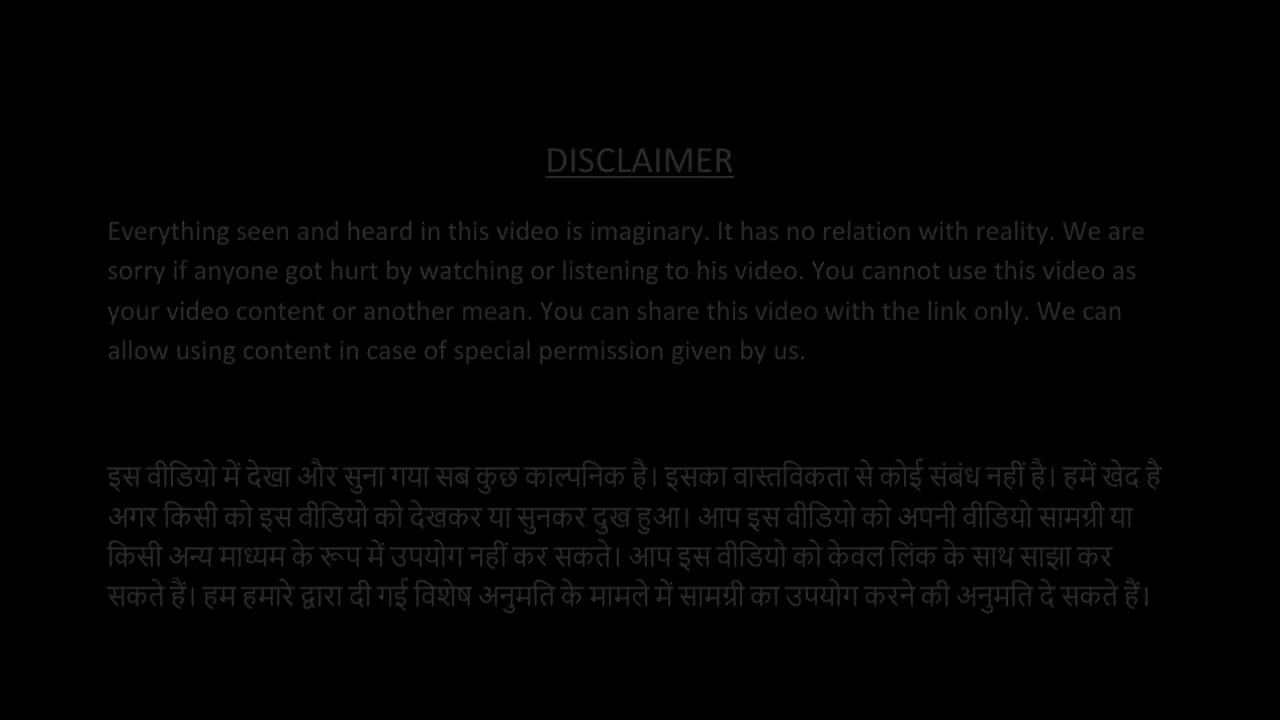 DISCLAIMER
Everything seen and heard in this video is imaginary. It has no relation with reality. We are
sorry if anyone got hurt by watching or listening to his video. You cannot use this video as
your video content or another mean. You can share this video with the link only. We can
allow using content in case of special permission given by us.
इस वीडियो में देखा और सुना गया सब कुछ काल्पनिक है। इसका वास्तविकता से कोई संबंध नहीं है। हमें खेद है
अगर किसी को इस वीडियो को देखकर या सुनकर दुख हुआ। आप इस वीडियो को अपनी वीडियो सामग्री या
किसी अन्य माध्यम के रूप में उपयोग नहीं कर सकते। आप इस वीडियो को केवल लिंक के साथ साझा कर
सकते हैं। हम हमारे द्वारा दी गई विशेष अनुमति के मामले में सामग्री का उपयोग करने की अनुमति दे सकते हैं।